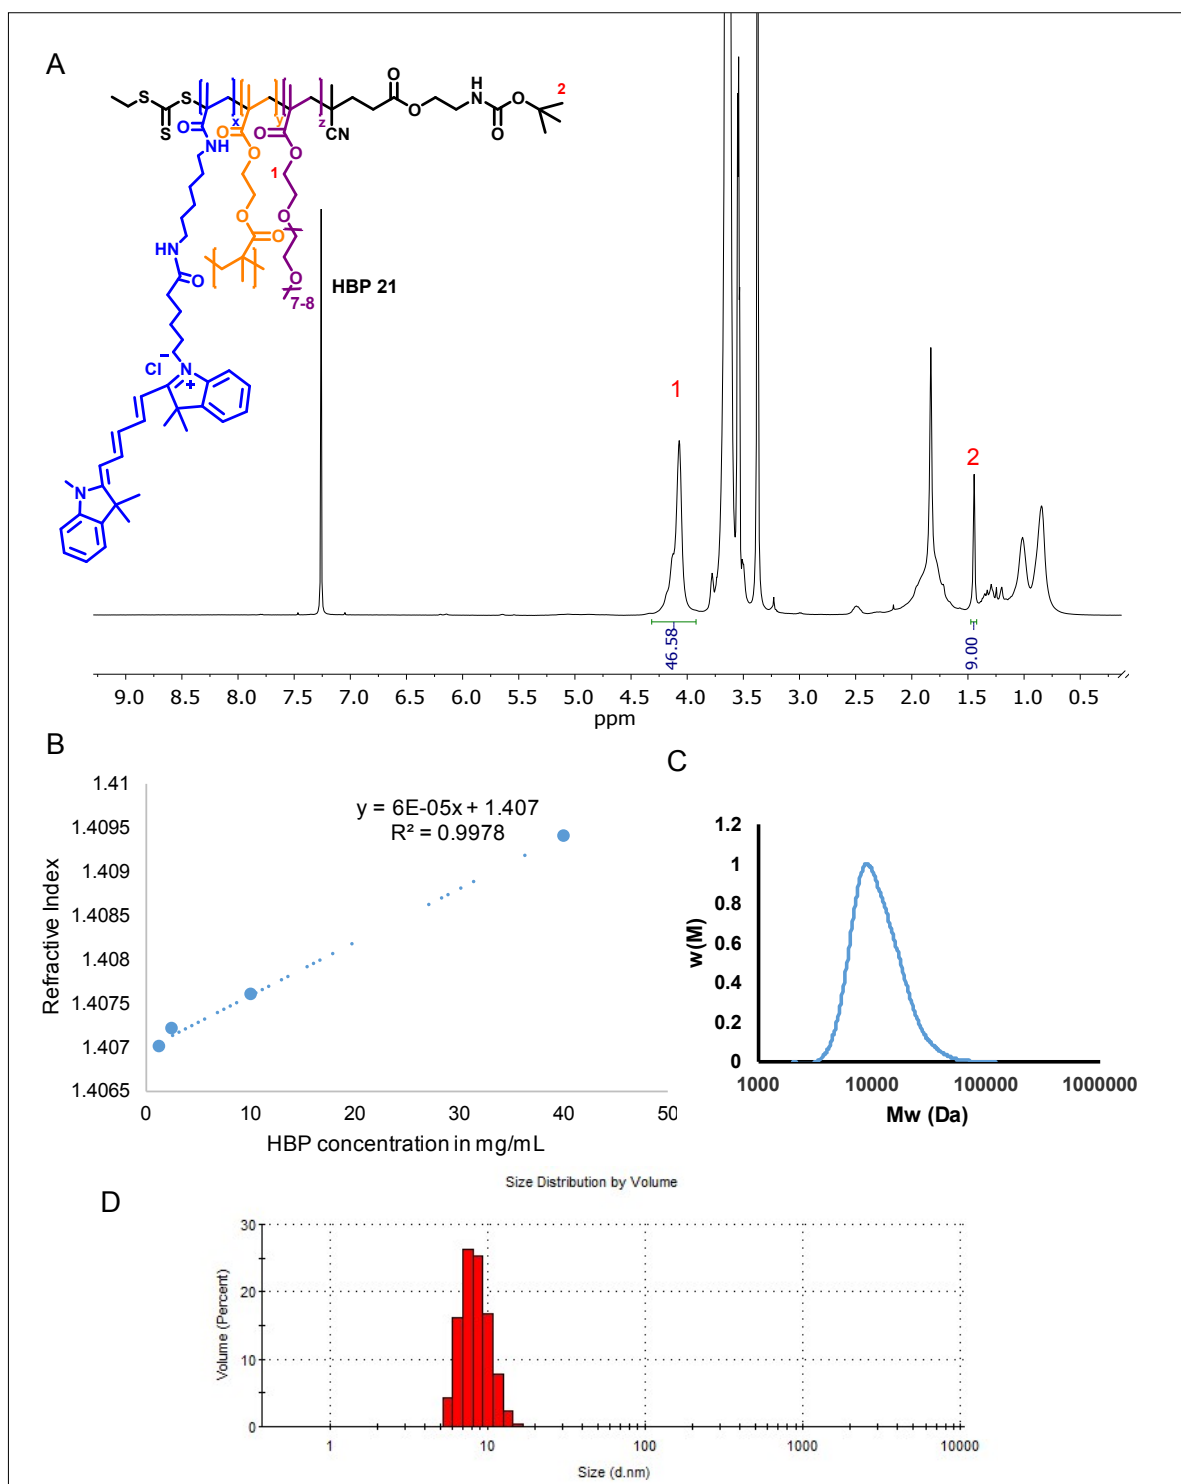 A
S
S
S
x
y
z
O
NH
O
O
CN
O
O
H
N
O
O
2
1
O
O
O
O
O
7-8
HN
O
HBP 21
Cl
−
N
+
N
1
2
46.58
9.00
9.0 8.5 8.0 7.5 7.0 6.5 6.0 5.5 5.0 4.5 4.0 3.5 3.0 2.5 2.0 1.5 1.0 0.5
ppm
B
1.41
1.4095
1.409
1.4085
1.408
1.4075
1.407
1.4065
Refractive Index
y = 6E-05x + 1.407
R² = 0.9978
0 10 20 30 40 50
HBP concentration in mg/mL
C
1.2
1
0.8
0.6
0.4
0.2
0
w(M)
1000 10000 100000 1000000
Mw (Da)
D
Size Distribution by Volume
30
20
10
0
Volume (Percent)
1 10 100 1000 10000
Size (d.nm)